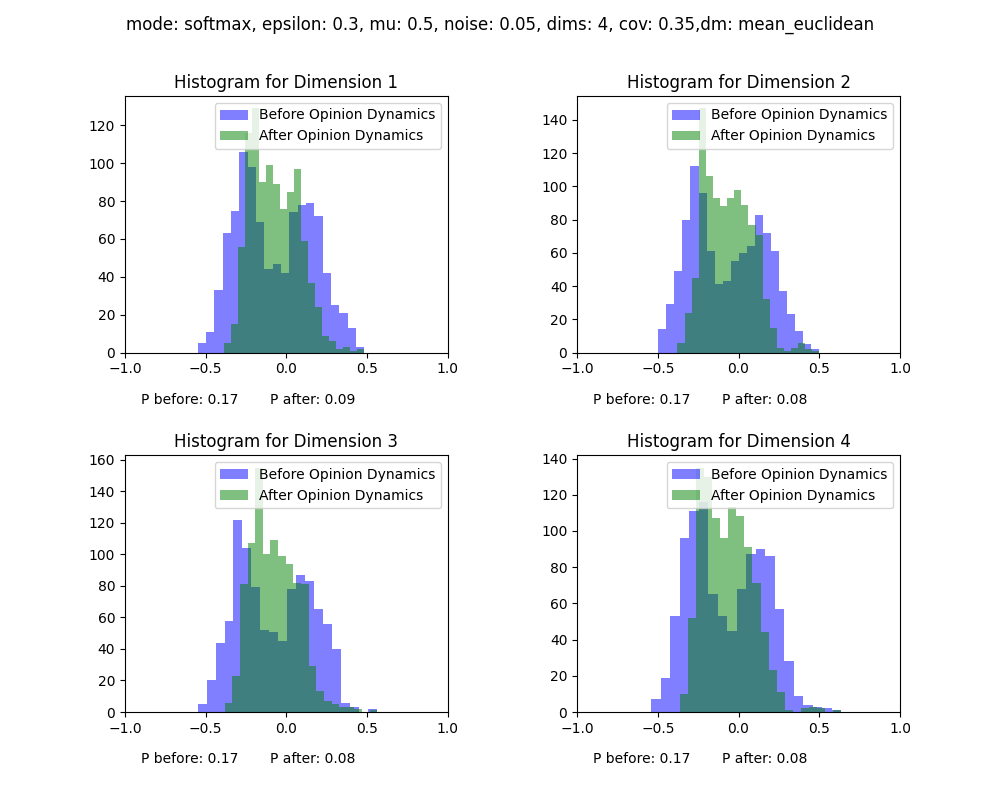 mode: softmax, epsilon: 0.3, mu: 0.5, noise: 0.05, dims: 4, cov: 0.35,dm: mean_euclidean
Histogram for Dimension 1
Before Opinion Dynamics
After Opinion Dynamics
120
100
80
60
40
20
0
−1.0 −0.5 0.0 0.5 1.0
P before: 0.17 P after: 0.09
Histogram for Dimension 2
Before Opinion Dynamics
After Opinion Dynamics
140
120
100
80
60
40
20
0
−1.0 −0.5 0.0 0.5 1.0
P before: 0.17 P after: 0.08
Histogram for Dimension 3
Before Opinion Dynamics
After Opinion Dynamics
160
140
120
100
80
60
40
20
0
−1.0 −0.5 0.0 0.5 1.0
P before: 0.17 P after: 0.08
Histogram for Dimension 4
Before Opinion Dynamics
After Opinion Dynamics
140
120
100
80
60
40
20
0
−1.0 −0.5 0.0 0.5 1.0
P before: 0.17 P after: 0.08